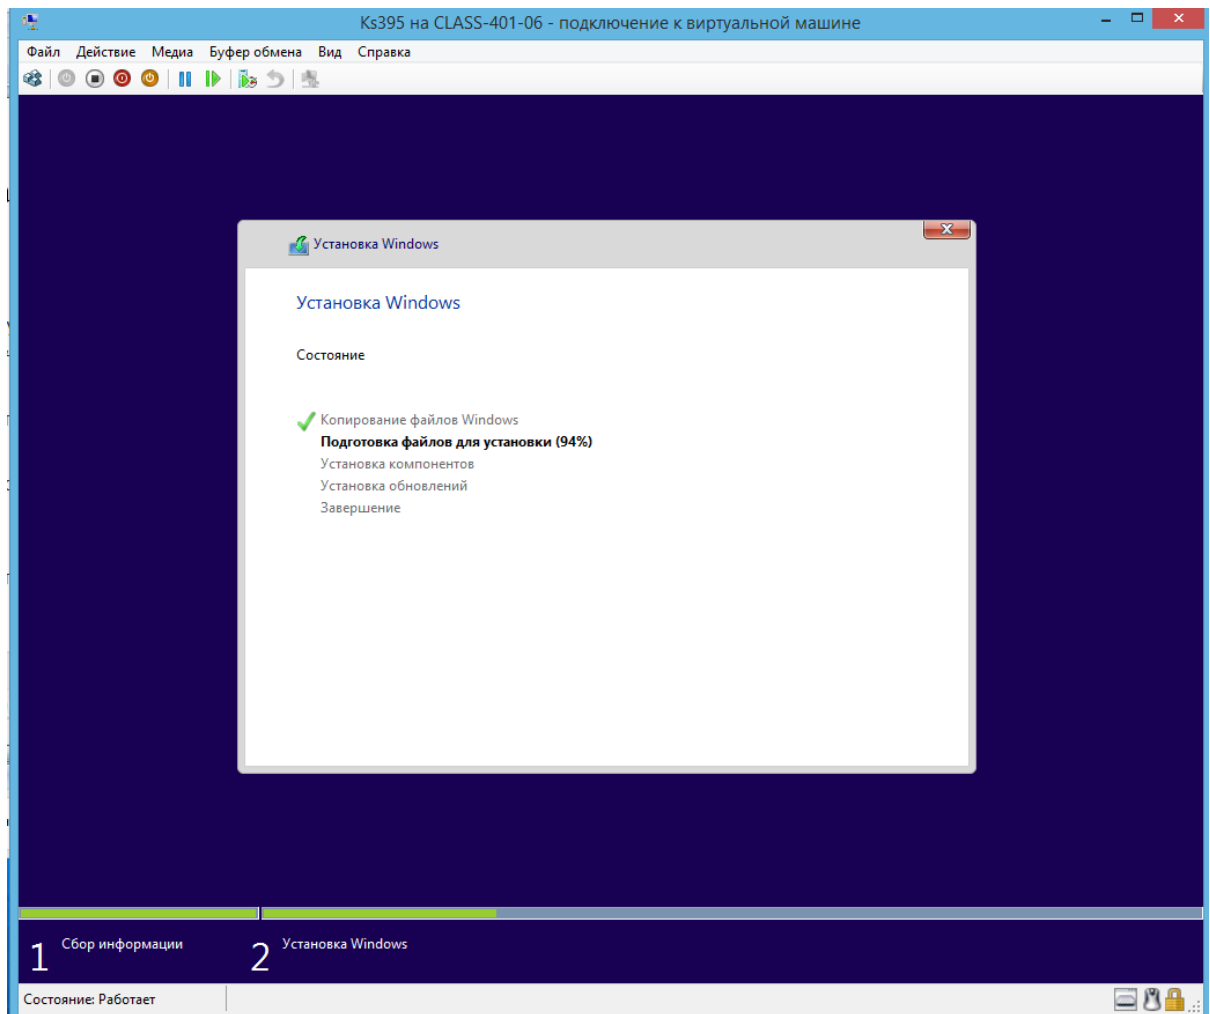 Ks395 на CLASS-401-06 - подключение к виртуальной машине
Файл Действие Медиа Буфер обмена Вид Справка
Установка Windows
Установка Windows
Состояние
Копирование файлов Windows
Подготовка файлов для установки (94%)
Установка компонентов
Установка обновлений
Завершение
1 Сбор информации 2 Установка Windows
Состояние: Работает